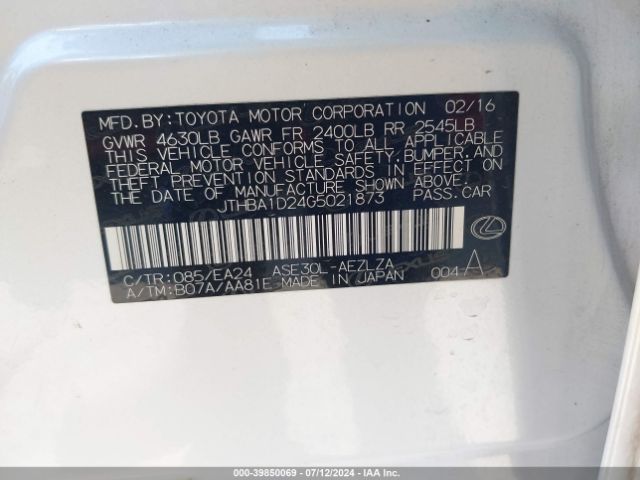 MFD.BY:TOYOTA MOTOR CORPORATION 02/16
GVWR 4630LB GAWR FR 2400LB RR 2545LB
THIS VEHICLE CONFORMS TO ALL APPLICABLE
FEDERAL MOTOR VEHICLE SAFETY,BUMPER,AND
THEFT PREVENTION STANDARDS IN EFFECT ON
THE DATE OF MANUFACTURE SHOWN ABOVE.
JTHBA1D24G5021873 PASS.CAR
C/TR:085/EA24 ASE30L-AEZLZA
A/TM:B07A/AA81E MADE IN JAPAN 004 A
000-39850069 - 07/12/2024 - IAA Inc.